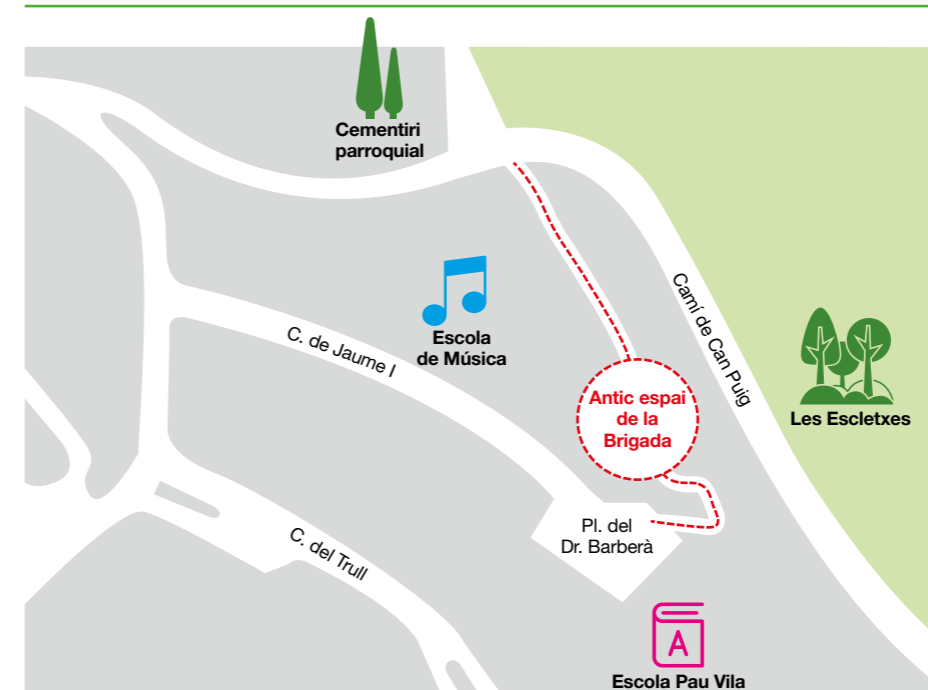 Cementiri
parroquial
Escola
de Música
C. de Jaume I
Camí de Can Puig
Antic espai
de la
Brigada
Les Escletxes
Pl. del
Dr. Barberà
C. del Trull
A
Escola Pau Vila